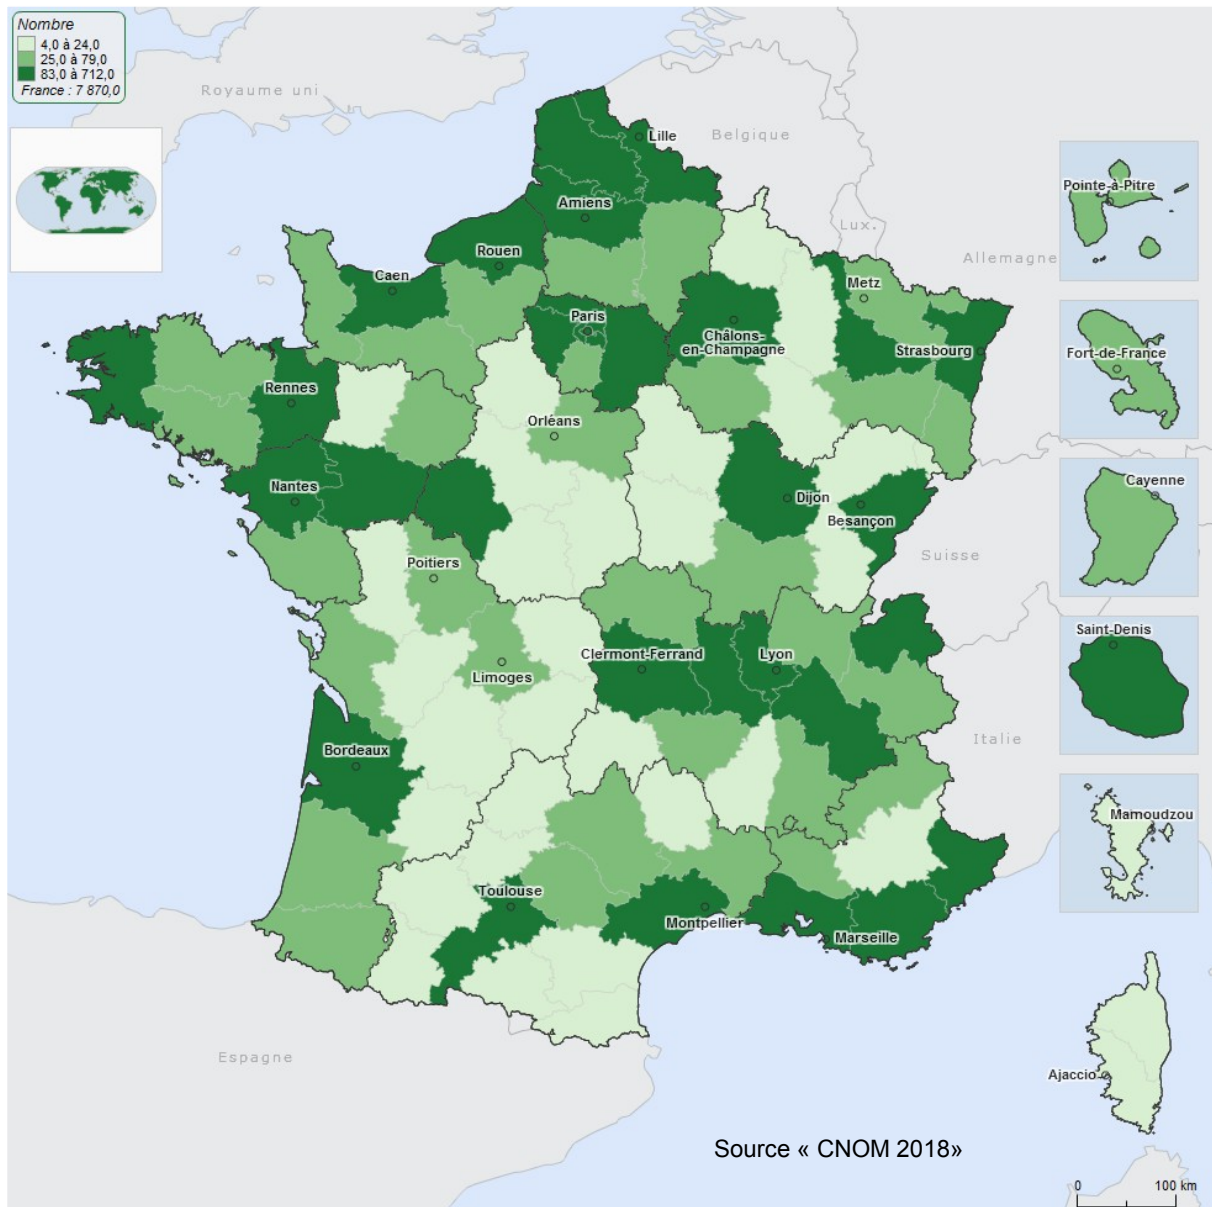 Nombre
4,0 à 24,0
25,0 à 79,0
83,0 à 712,0
France : 7 870,0
Royaume uni
Belgique
Lille
Amiens
Lux.
Allemagne
Rouen
Caen
Metz
Paris
Châlons-
en-Champagne
Strasbourg
Rennes
Orléans
Nantes
Dijon
Besançon
Suisse
Poitiers
Limoges
Clermont-Ferrand
Lyon
Italie
Bordeaux
Toulouse
Montpellier
Marseille
Espagne
Pointe-à-Pitre
Fort-de-France
Cayenne
Saint-Denis
Mamoudzou
Ajaccio
Source « CNOM 2018»
0 100 km